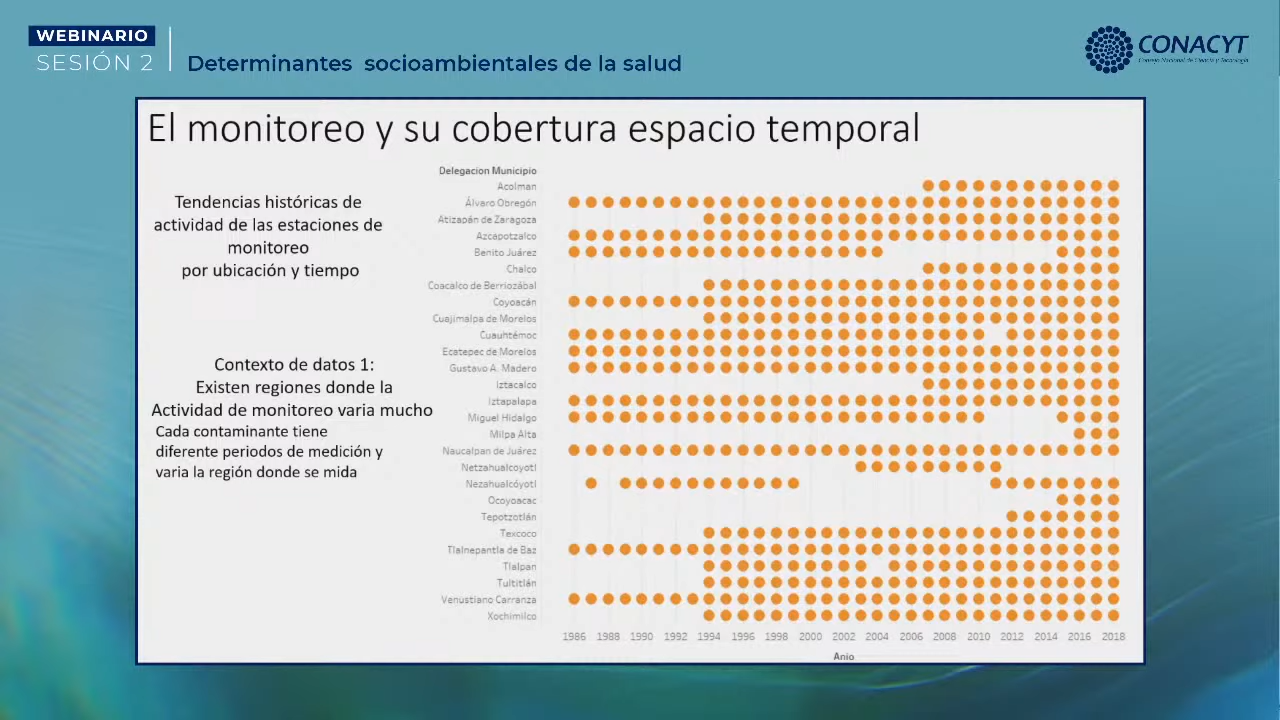 WEBINARIO
SESIÓN 2
Determinantes socioambientales de la salud
CONACYT
Consejo Nacional de Ciencia y Tecnología
El monitoreo y su cobertura espacio temporal
Tendencias históricas de
actividad de las estaciones de
monitoreo
por ubicación y tiempo
Contexto de datos 1:
Existen regiones donde la
Actividad de monitoreo varia mucho
Cada contaminante tiene
diferente periodos de medición y
varia la región donde se mida
Delegacion Municipio
Acolman
Álvaro Obregón
Atizapán de Zaragoza
Azcapotzalco
Benito Juárez
Chalco
Coacalco de Berriozábal
Coyoacán
Cuajimalpa de Morelos
Cuauhtémoc
Ecatepec de Morelos
Gustavo A. Madero
Iztacalco
Iztapalapa
Miguel Hidalgo
Milpa Alta
Naucalpan de Juárez
Netzahualcoyotl
Nezahualcóyotl
Ocoyoacac
Tepotzotlán
Texcoco
Tlalnepantla de Baz
Tlalpan
Tultitlán
Venustiano Carranza
Xochimilco
1986 1988 1990 1992 1994 1996 1998 2000 2002 2004 2006 2008 2010 2012 2014 2016 2018
Anio